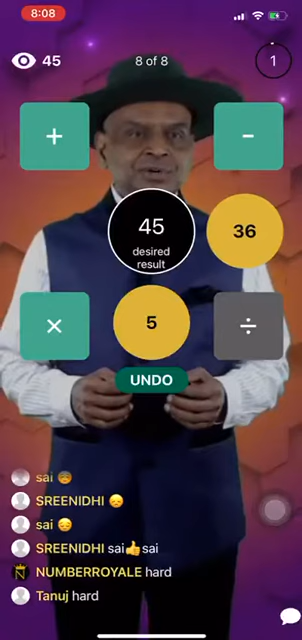 8:08
45
8 of 8
1
+
-
45
desired
result
36
×
5
÷
UNDO
sai 😇
SREENIDHI 😞
sai 😔
SREENIDHI sai👍sai
NUMBERROYALE hard
Tanuj hard